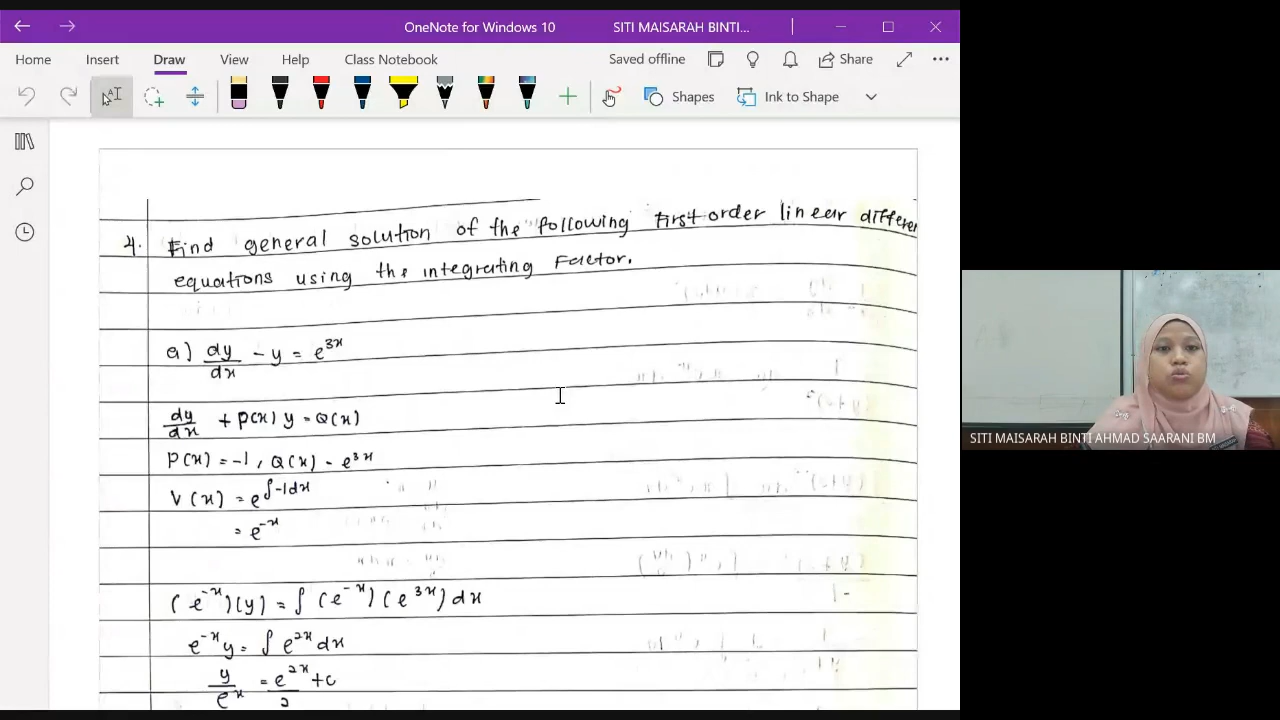 OneNote for Windows 10
SITI MAISARAH BINTI...
Home Insert Draw View Help Class Notebook
Saved offline Share
Shapes Ink to Shape
4. Find general solution of the following first order linear differen
equations using the integrating Factor.
a) dy/dx - y = e^3x
dy/dx + P(x) y = Q(x)
P(x) = -1, Q(x) = e^3x
V(x) = e^∫-1dx
= e^-x
(e^-x)(y) = ∫(e^-x)(e^3x) dx
e^-x y = ∫ e^2x dx
y/e^x = e^2x/2 + c
SITI MAISARAH BINTI AHMAD SAARANI BM